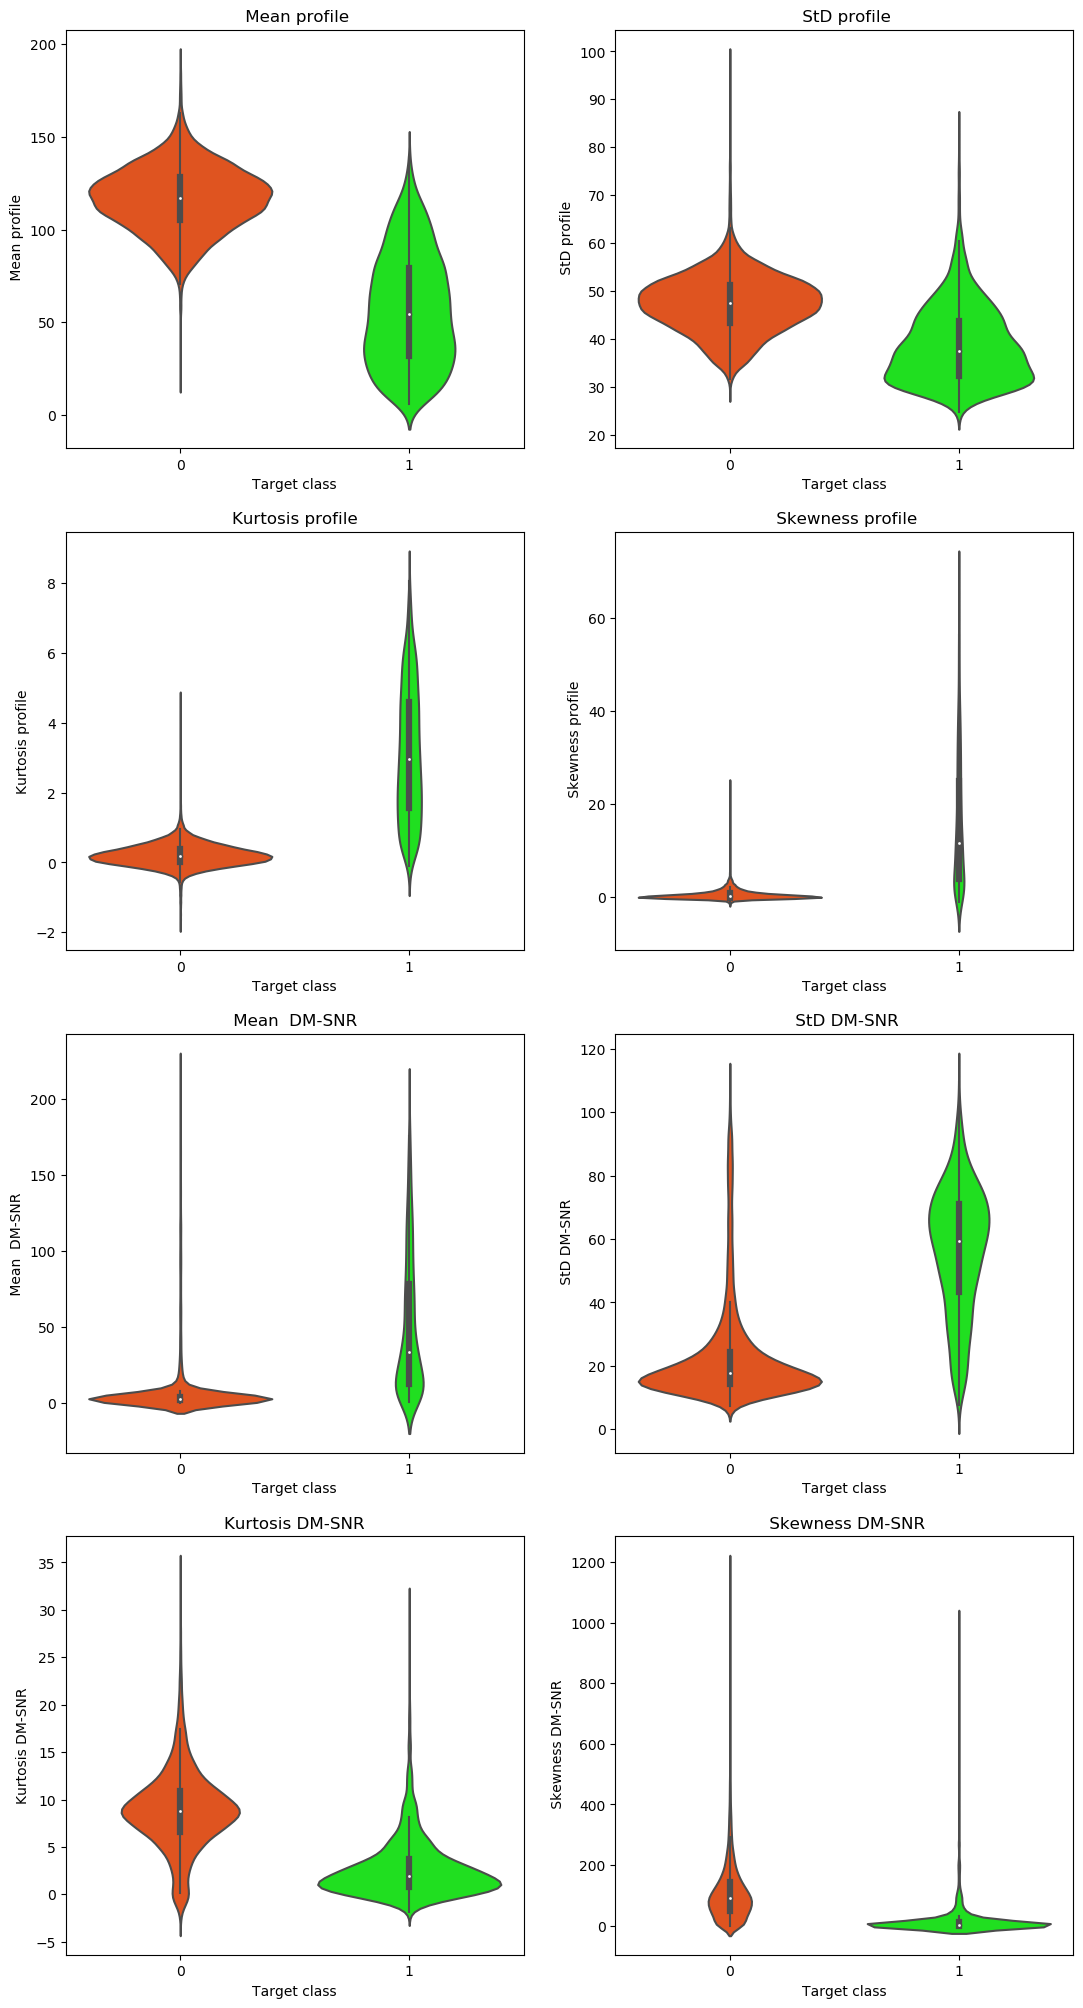 Mean profile
Mean profile
200
150
100
50
0
0 1
Target class
StD profile
StD profile
100
90
80
70
60
50
40
30
20
0 1
Target class
Kurtosis profile
Kurtosis profile
8
6
4
2
0
−2
0 1
Target class
Skewness profile
Skewness profile
60
40
20
0
0 1
Target class
Mean  DM-SNR
Mean  DM-SNR
200
150
100
50
0
0 1
Target class
StD DM-SNR
StD DM-SNR
120
100
80
60
40
20
0
0 1
Target class
Kurtosis DM-SNR
Kurtosis DM-SNR
35
30
25
20
15
10
5
0
−5
0 1
Target class
Skewness DM-SNR
Skewness DM-SNR
1200
1000
800
600
400
200
0
0 1
Target class